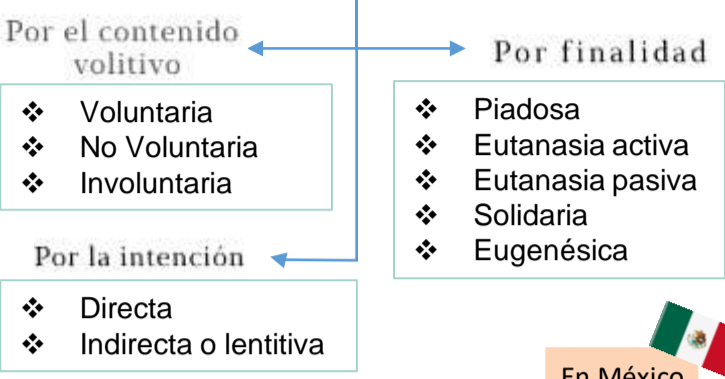 Por el contenido
volitivo
❖ Voluntaria
❖ No Voluntaria
❖ Involuntaria
Por finalidad
❖ Piadosa
❖ Eutanasia activa
❖ Eutanasia pasiva
❖ Solidaria
❖ Eugenésica
Por la intención
❖ Directa
❖ Indirecta o lentitiva
En México